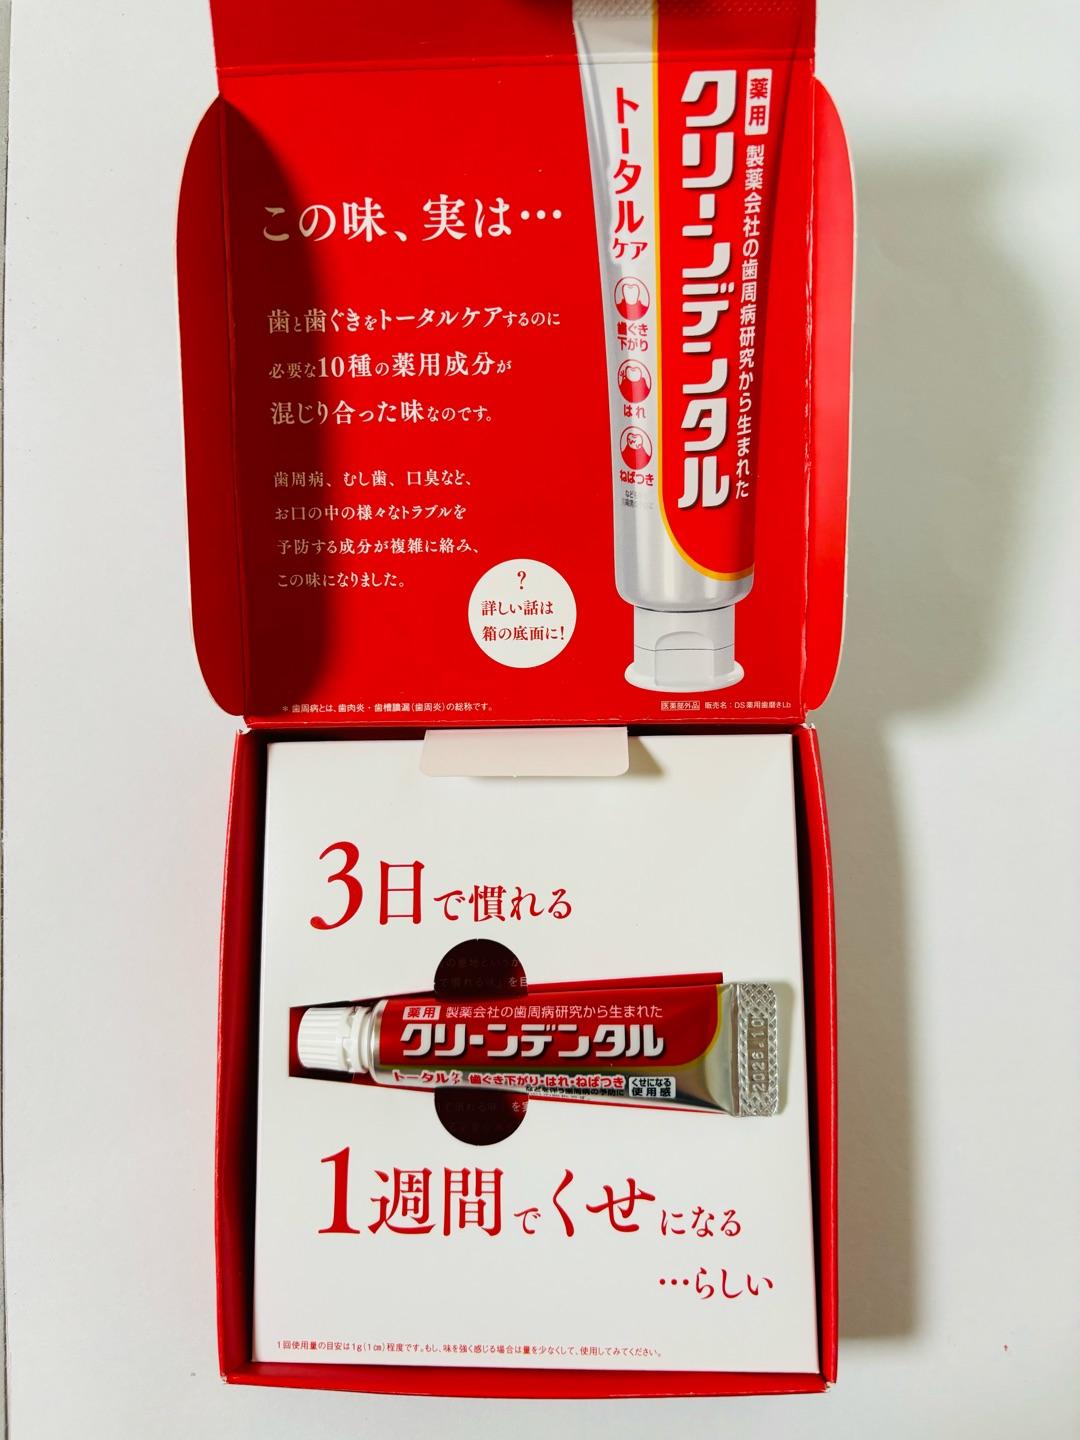 この味、実は…
歯と歯ぐきをトータルケアするのに
必要な10種の薬用成分が
混じり合った味なのです。
歯周病、むし歯、口臭など、
お口の中の様々なトラブルを
予防する成分が複雑に絡み、
この味になりました。
?
詳しい話は
箱の底面に!
＊歯周病とは、歯肉炎・歯槽膿漏(歯周炎)の総称です。
薬用 製薬会社の歯周病研究から生まれた
クリーンデンタル
トータルケア
歯ぐき
下がり
はれ
ねばつき
医薬部外品 販売名：DS薬用歯磨きLb
3日で慣れる
薬用 製薬会社の歯周病研究から生まれた
クリーンデンタル
トータルケア 歯ぐき下がり・はれ・ねばつき
などを伴う歯周病の予防に
くせになる
使用感
2026.10
1週間でくせになる
…らしい
1回使用量の目安は1g(1cm)程度です。もし、味を強く感じる場合は量を少なくして、使用してみてください。